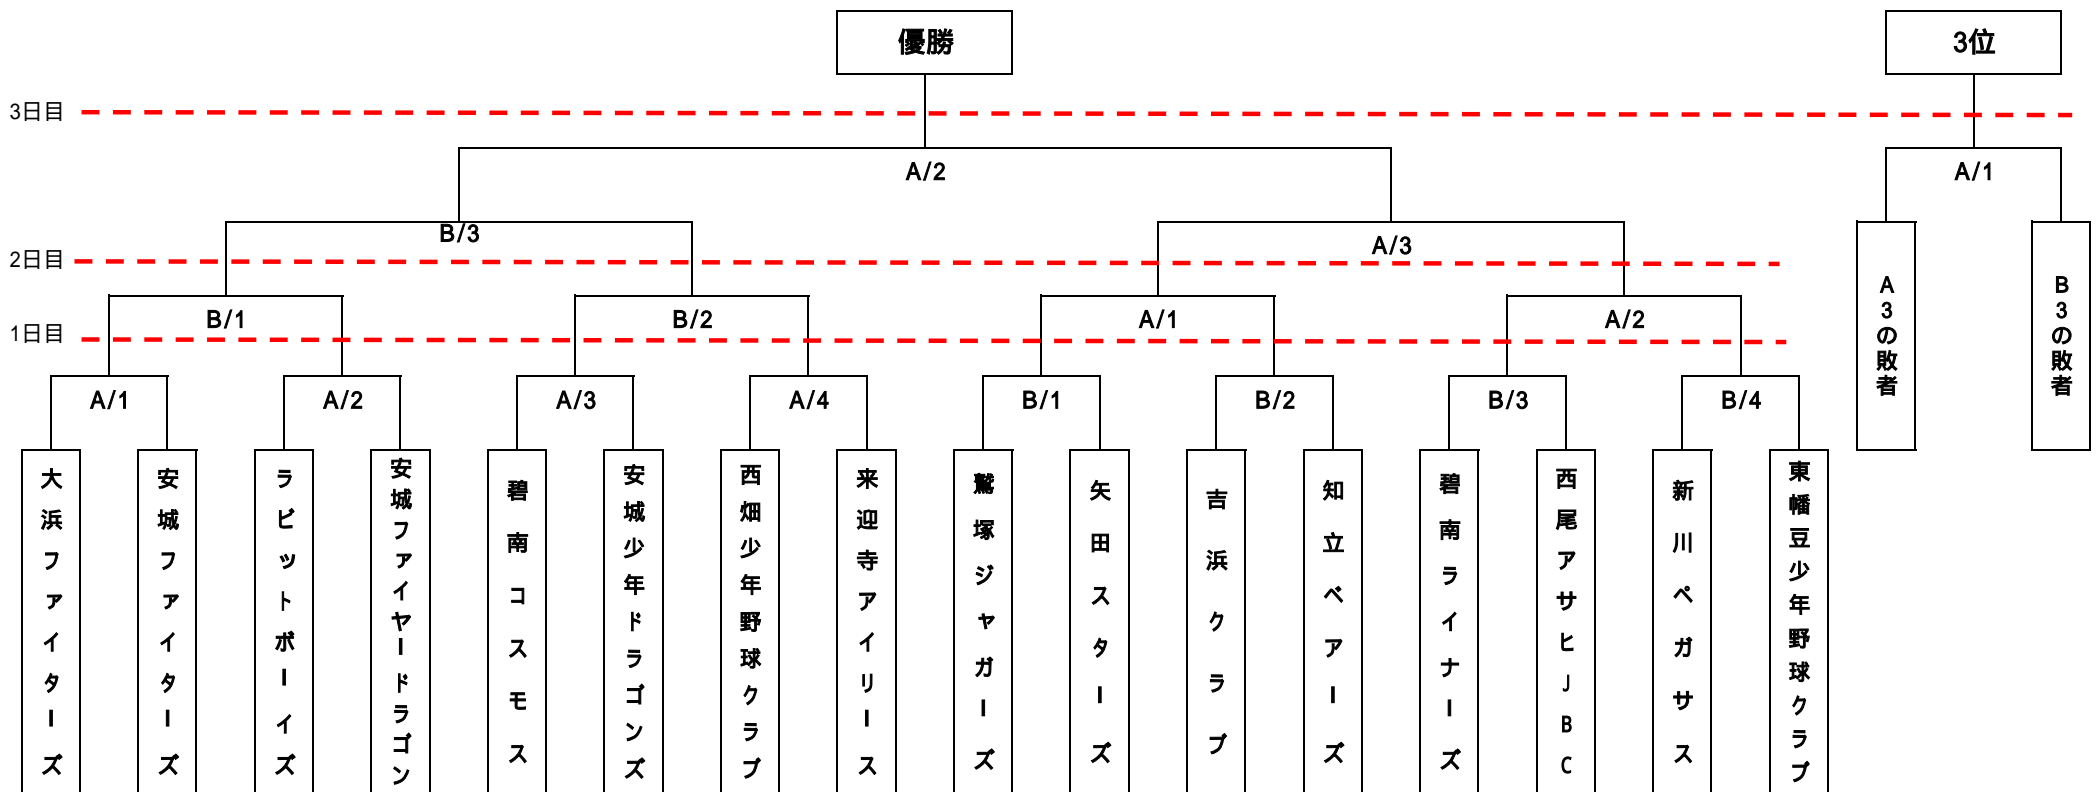 優勝
3位
3日目
A/2
A/1
B/3
A/3
2日目
B/1
B/2
A/1
A/2
1日目
A/1
A/2
A/3
A/4
B/1
B/2
B/3
B/4
大浜ファイターズ
安城ファイターズ
ラビットボーイズ
安城ファイヤードラゴン
碧南コスモス
安城少年ドラゴンズ
西畑少年野球クラブ
来迎寺アイリース
鷲塚ジャガーズ
矢田スターズ
吉浜クラブ
知立ベアーズ
碧南ライナーズ
西尾アサヒJBC
新川ペガサス
東幡豆少年野球クラブ
A3の敗者
B3の敗者